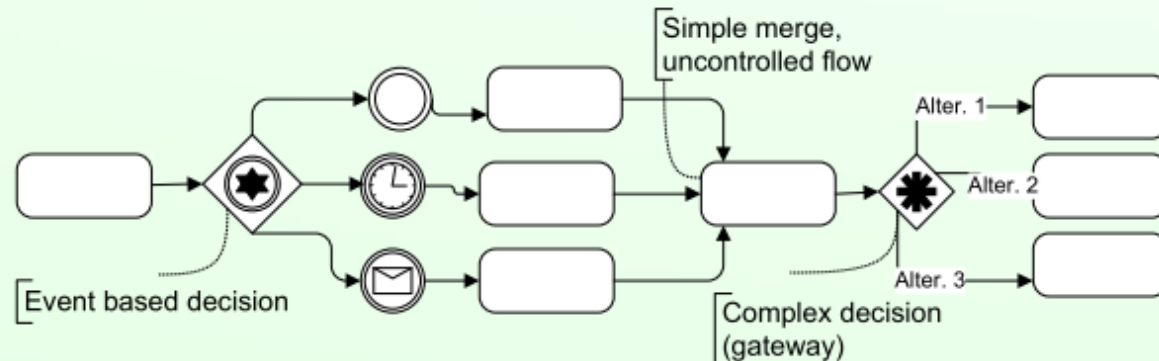 Simple merge,
uncontrolled flow
Alter. 1
Alter. 2
Alter. 3
Event based decision
Complex decision
(gateway)